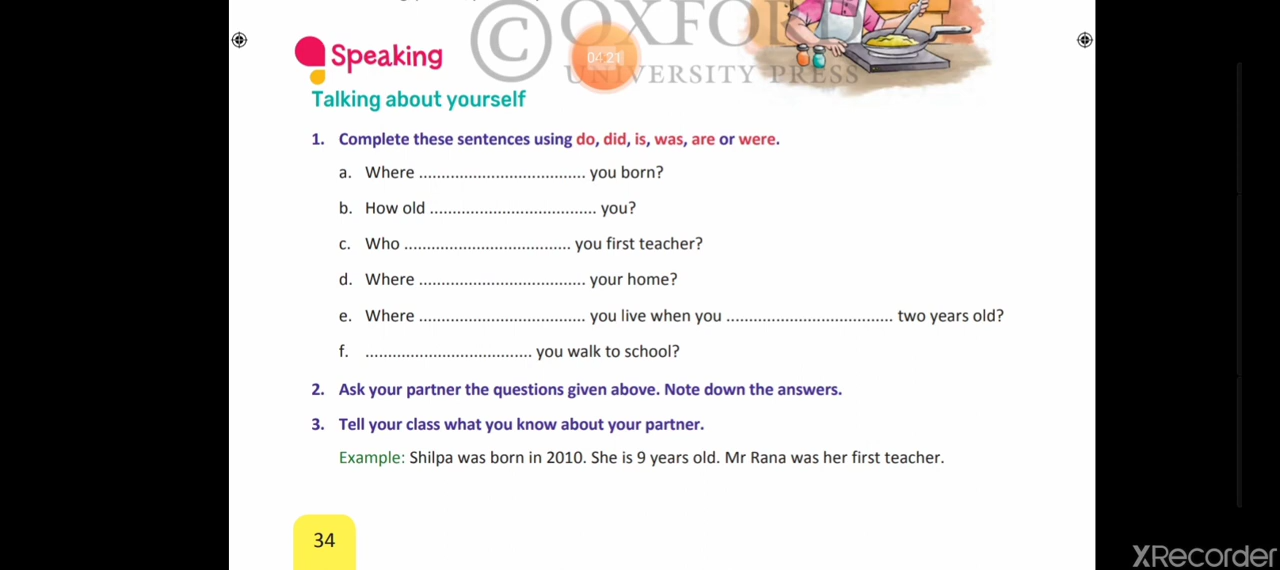 © OXFORD
UNIVERSITY PRESS
04:21
Speaking
Talking about yourself
1. Complete these sentences using do, did, is, was, are or were.
a. Where ..................................... you born?
b. How old ..................................... you?
c. Who ..................................... you first teacher?
d. Where ..................................... your home?
e. Where ..................................... you live when you ..................................... two years old?
f. ..................................... you walk to school?
2. Ask your partner the questions given above. Note down the answers.
3. Tell your class what you know about your partner.
Example: Shilpa was born in 2010. She is 9 years old. Mr Rana was her first teacher.
34
XRecorder